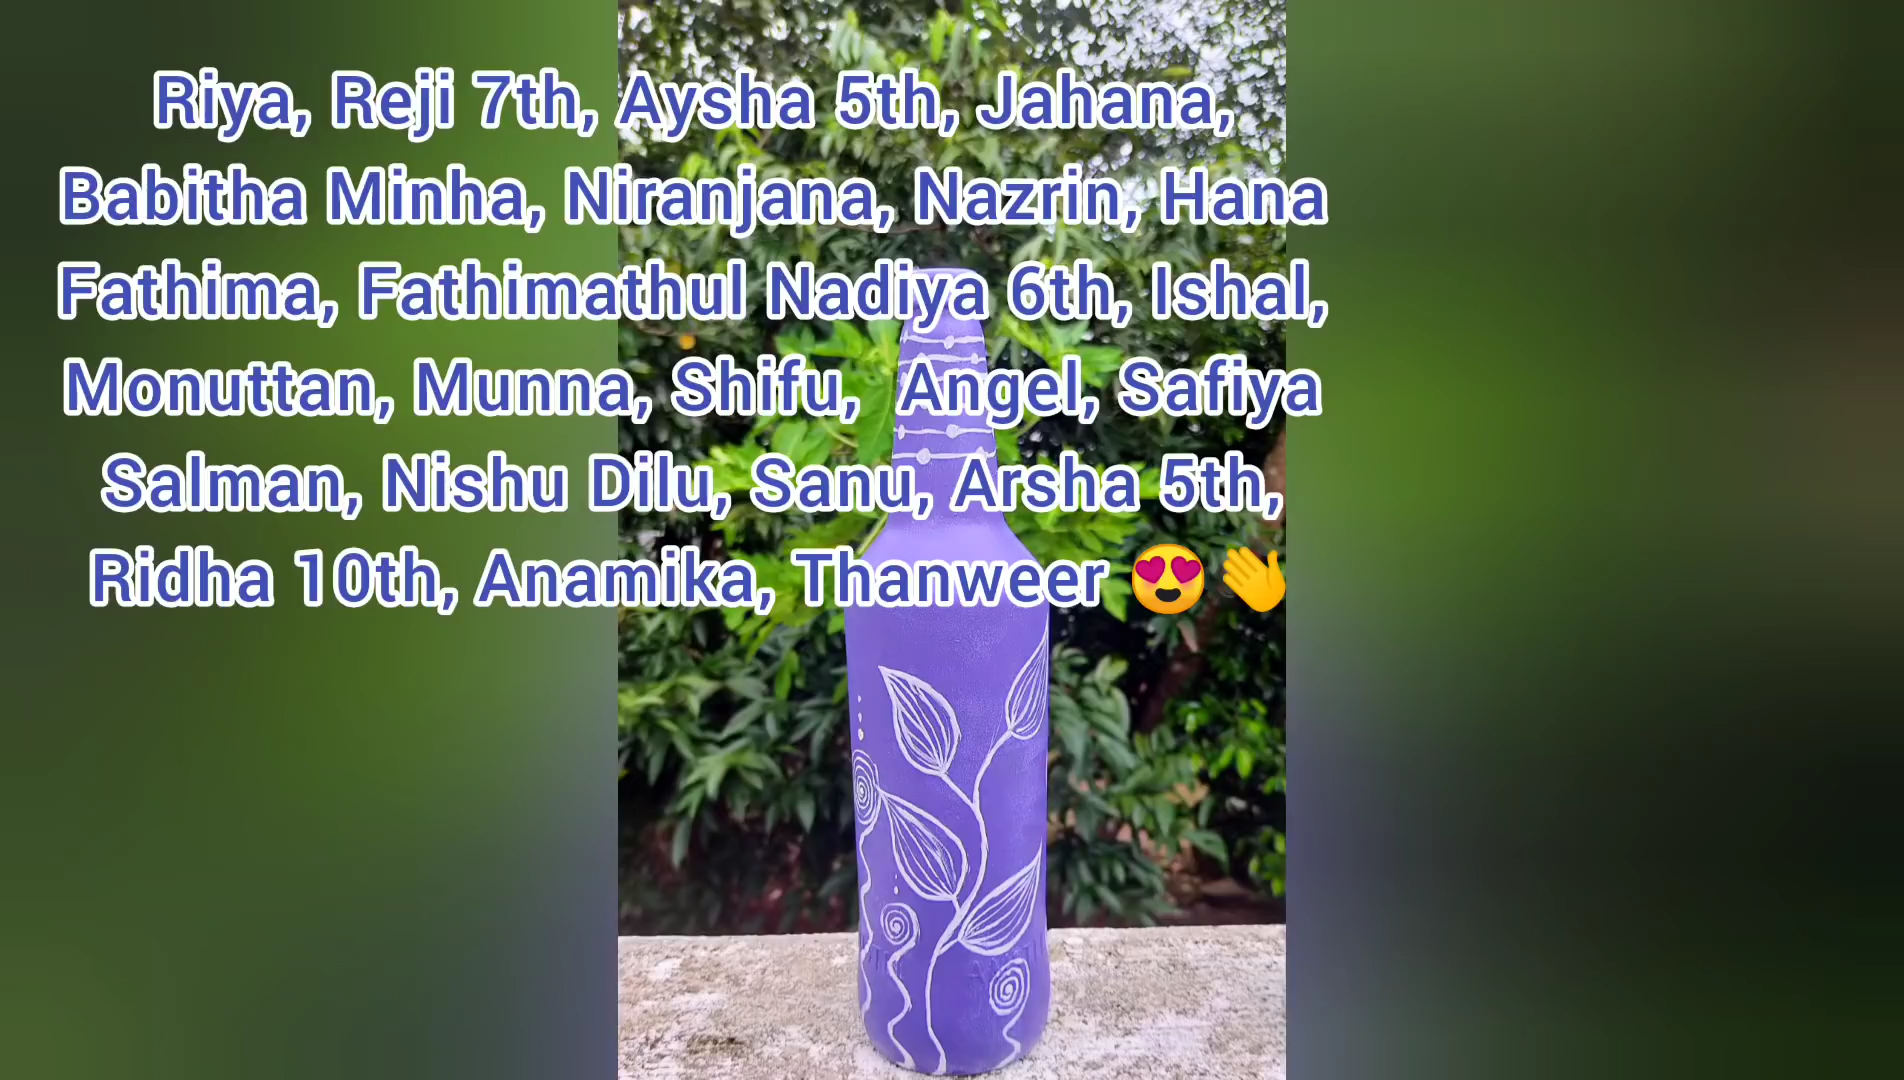 Riya, Reji 7th, Aysha 5th, Jahana,
Babitha Minha, Niranjana, Nazrin, Hana
Fathima, Fathimathul Nadiya 6th, Ishal,
Monuttan, Munna, Shifu, Angel, Safiya
Salman, Nishu Dilu, Sanu, Arsha 5th,
Ridha 10th, Anamika, Thanweer 😍👏